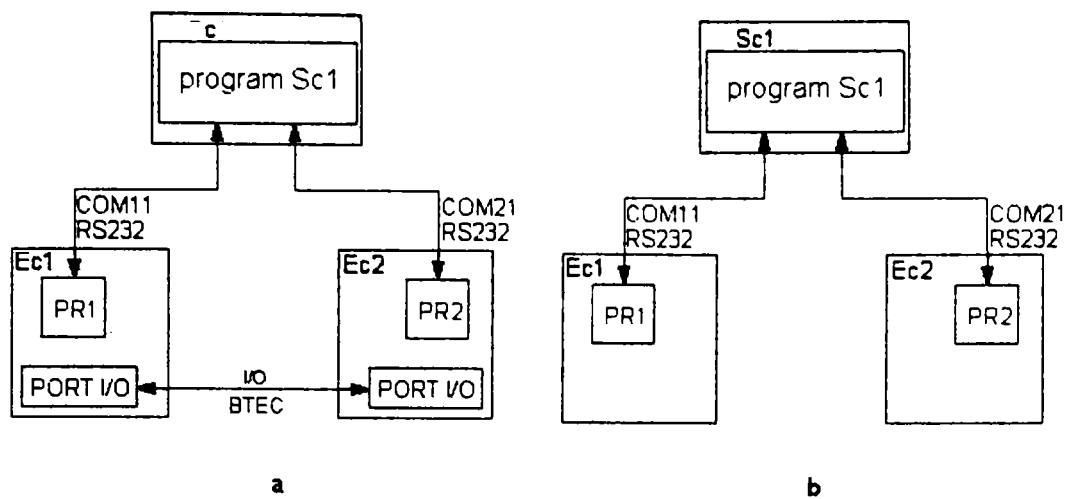 c
program Sc1
COM11
RS232
COM21
RS232
Ec1
PR1
PORT I/O
Ec2
PR2
PORT I/O
I/O
BTEC
a
Sc1
program Sc1
COM11
RS232
COM21
RS232
Ec1
PR1
Ec2
PR2
b